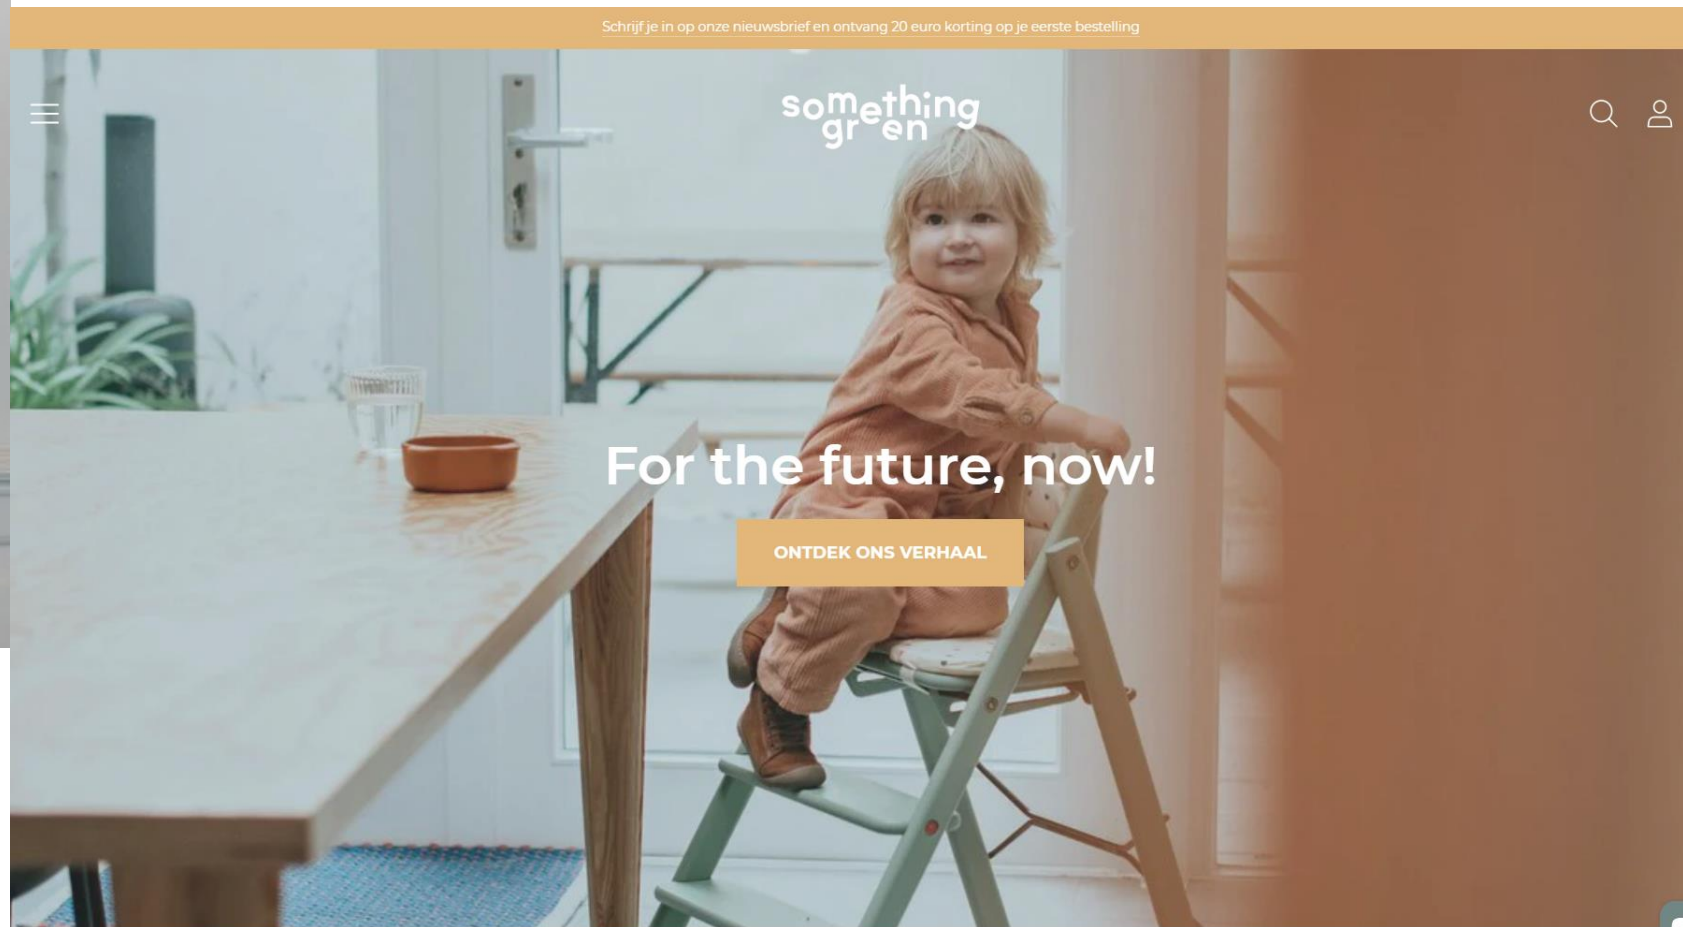 Schrijf je in op onze nieuwsbrief en ontvang 20 euro korting op je eerste bestelling
something
green
For the future, now!
ONTDEK ONS VERHAAL